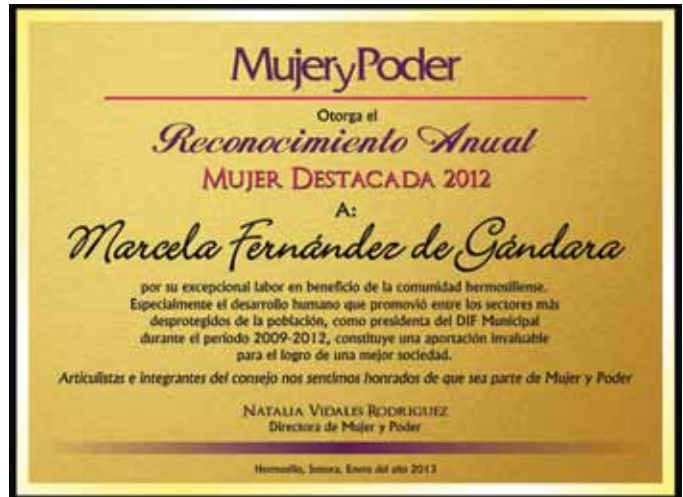 Mujer y Poder
Otorga el
Reconocimiento Anual
MUJER DESTACADA 2012
A:
Marcela Fernández de Gándara
por su excepcional labor en beneficio de la comunidad hermosillense.
Especialmente el desarrollo humano que promovió entre los sectores más
desprotegidos de la población, como presidenta del DIF Municipal
durante el periodo 2009-2012, constituye una aportación invaluable
para el logro de una mejor sociedad.
Articulistas e integrantes del consejo nos sentimos honrados de que sea parte de Mujer y Poder
NATALIA VIDALES RODRIGUEZ
Directora de Mujer y Poder
Hermosillo, Sonora, Enero del año 2013